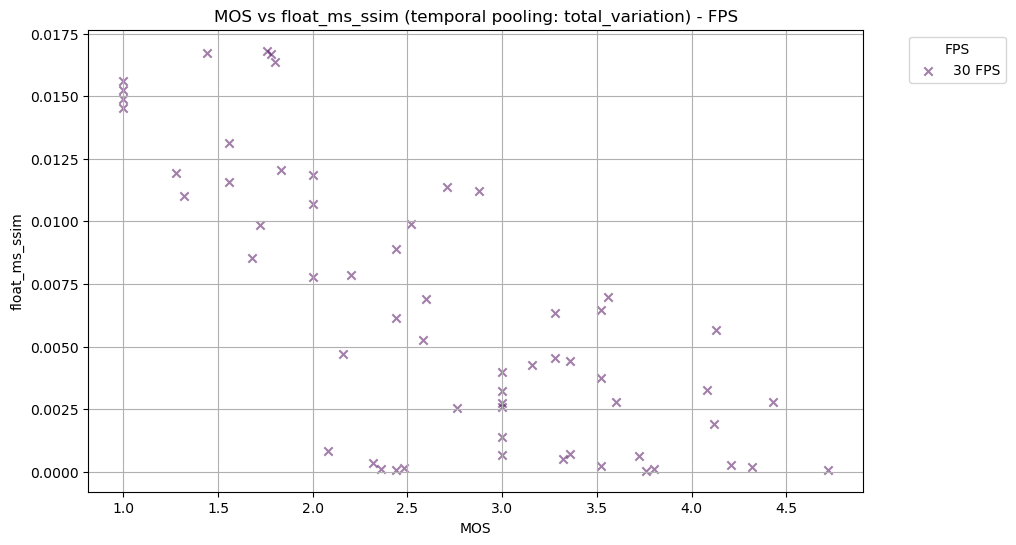 MOS vs float_ms_ssim (temporal pooling: total_variation) - FPS
FPS
30 FPS
float_ms_ssim
0.0175
0.0150
0.0125
0.0100
0.0075
0.0050
0.0025
0.0000
1.0 1.5 2.0 2.5 3.0 3.5 4.0 4.5
MOS